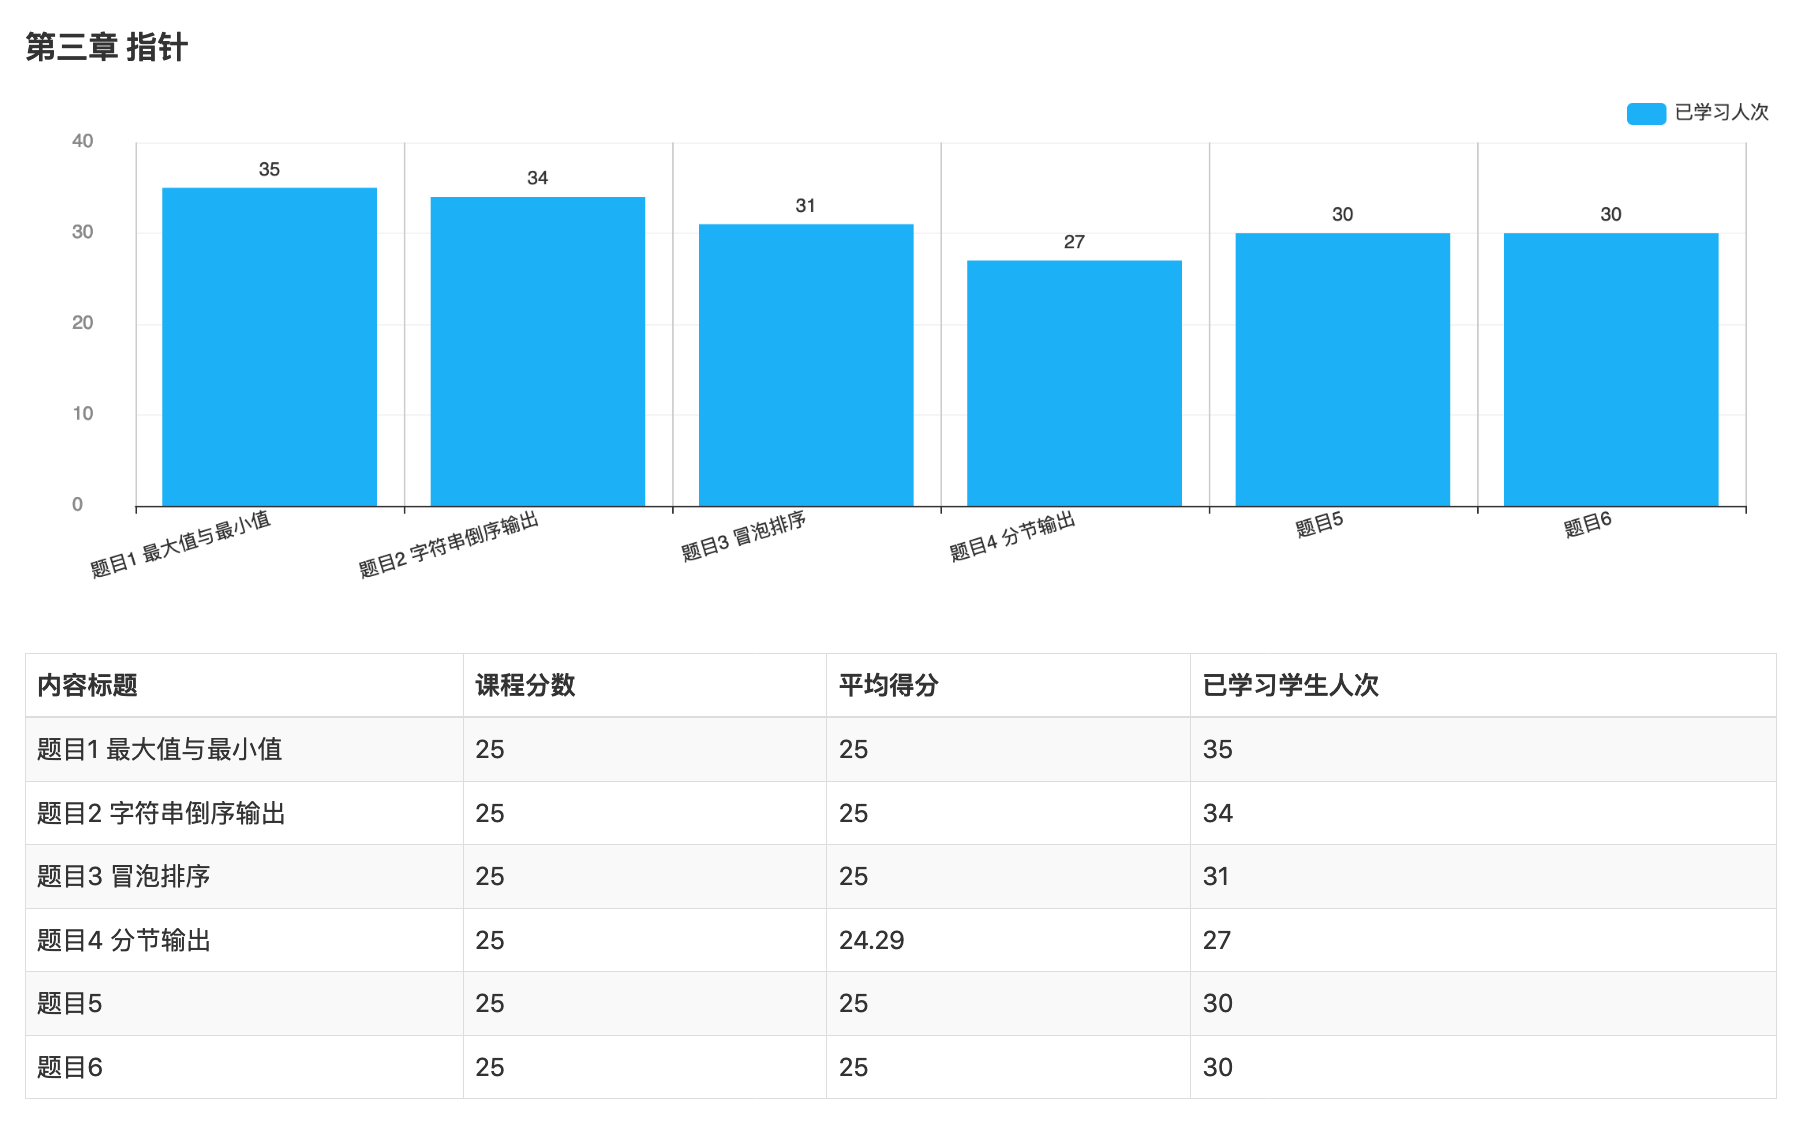 第三章 指针
已学习人次
40
30
20
10
0
35
34
31
27
30
30
题目1 最大值与最小值
题目2 字符串倒序输出
题目3 冒泡排序
题目4 分节输出
题目5
题目6
内容标题 课程分数 平均得分 已学习学生人次
题目1 最大值与最小值 25 25 35
题目2 字符串倒序输出 25 25 34
题目3 冒泡排序 25 25 31
题目4 分节输出 25 24.29 27
题目5 25 25 30
题目6 25 25 30